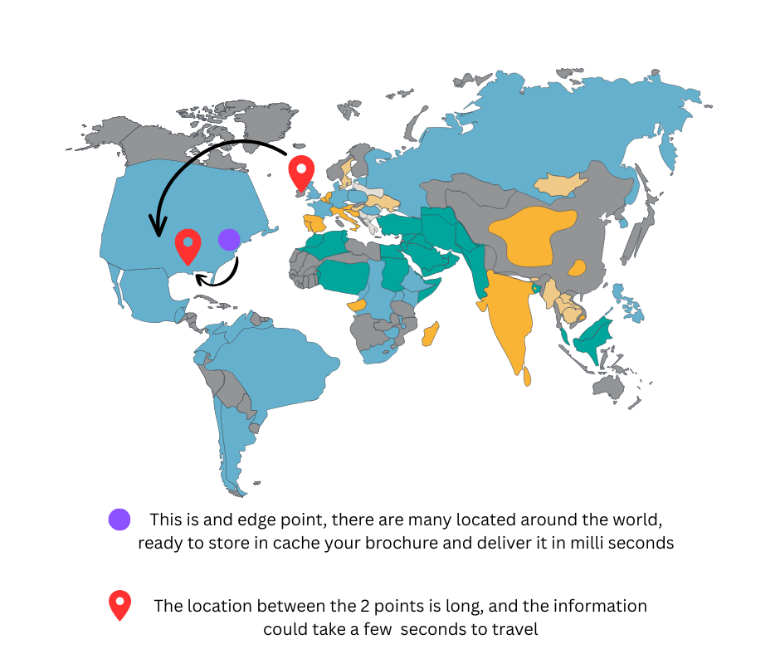 This is and edge point, there are many located around the world,
ready to store in cache your brochure and deliver it in milli seconds
The location between the 2 points is long, and the information
could take a few seconds to travel